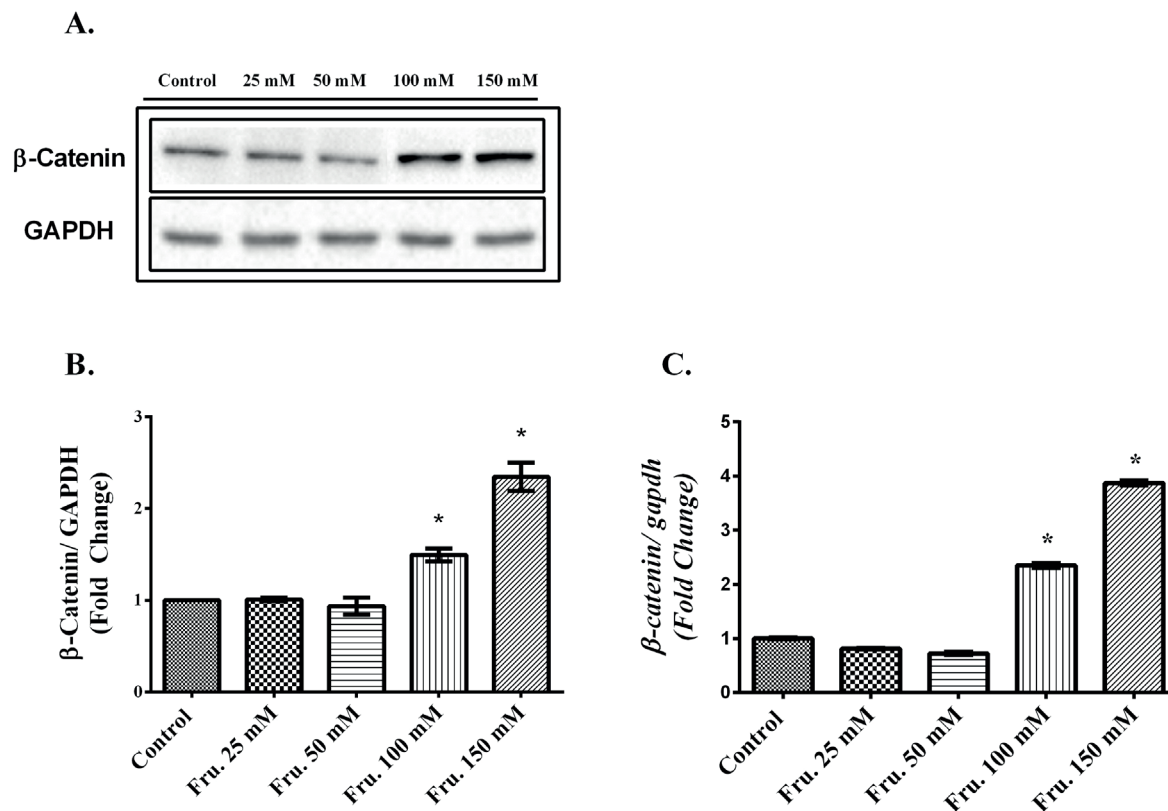 A.
Control 25 mM 50 mM 100 mM 150 mM
β-Catenin
GAPDH
B.
β-Catenin/ GAPDH
(Fold Change)
3
2
1
0
*
*
Control
Fru. 25 mM
Fru. 50 mM
Fru. 100 mM
Fru. 150 mM
C.
β-catenin/ gapdh
(Fold Change)
5
4
3
2
1
0
*
*
Control
Fru. 25 mM
Fru. 50 mM
Fru. 100 mM
Fru. 150 mM